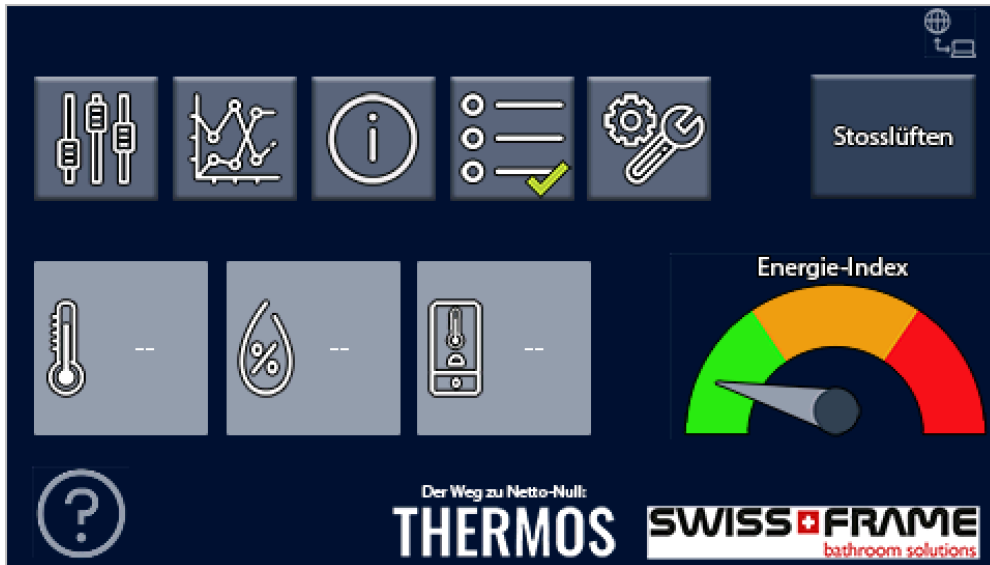 Stosslüften
Energie-Index
--
--
--
Der Weg zu Netto-Null:
THERMOS
SWISS FRAME
bathroom solutions